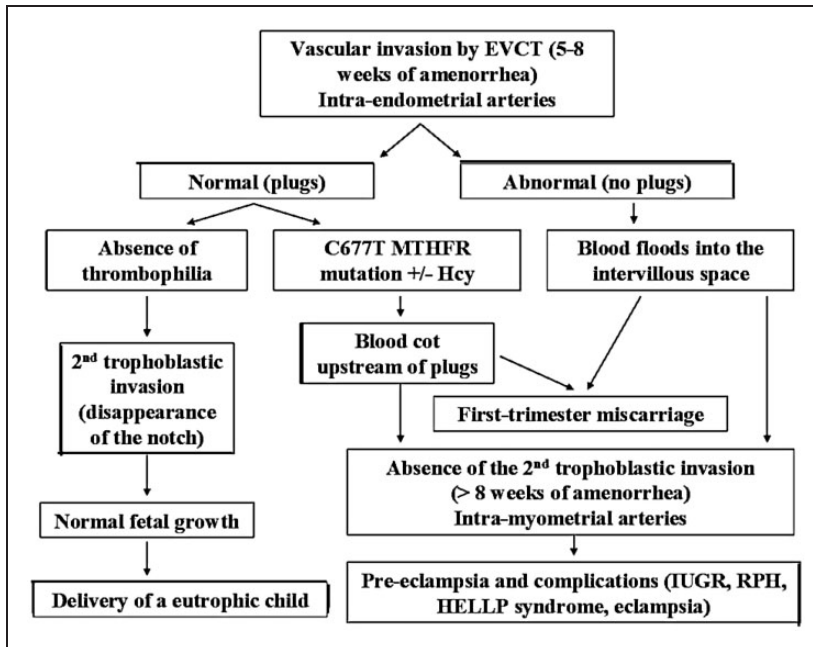 Vascular invasion by EVCT (5-8
weeks of amenorrhea)
Intra-endometrial arteries
Normal (plugs)
Abnormal (no plugs)
Absence of
thrombophilia
C677T MTHFR
mutation +/- Hcy
Blood floods into the
intervillous space
2nd trophoblastic
invasion
(disappearance
of the notch)
Blood cot
upstream of plugs
First-trimester miscarriage
Absence of the 2nd trophoblastic invasion
(> 8 weeks of amenorrhea)
Intra-myometrial arteries
Normal fetal growth
Pre-eclampsia and complications (IUGR, RPH,
HELLP syndrome, eclampsia)
Delivery of a eutrophic child